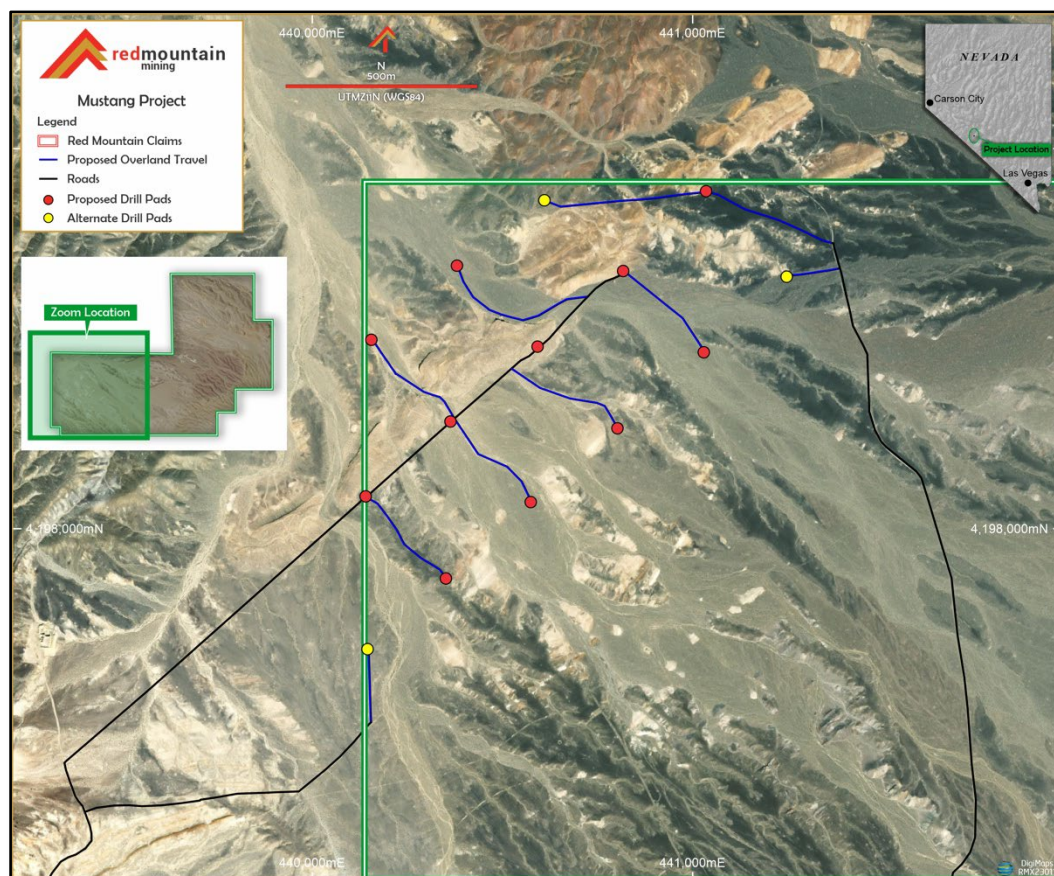 redmountain
mining
Mustang Project
Legend
Red Mountain Claims
Proposed Overland Travel
Roads
Proposed Drill Pads
Alternate Drill Pads
440,000mE
N
500m
UTMZ11N (WGS84)
441,000mE
NEVADA
Carson City
Project Location
Las Vegas
Zoom Location
4,198,000mN
4,198,000mN
440,000mE
441,000mE
DigiMaps
RMX2301